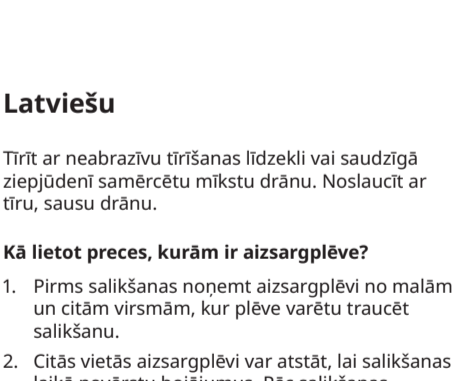 Latviešu
Tīrīt ar neabrazīvu tīrīšanas līdzekli vai saudzīgā
ziepjūdenī samērcētu mīkstu drānu. Noslaucīt ar
tīru, sausu drānu.
Kā lietot preces, kurām ir aizsargplēve?
1. Pirms salikšanas noņemt aizsargplēvi no malām
un citām virsmām, kur plēve varētu traucēt
salikšanu.
2. Citās vietās aizsargplēvi var atstāt, lai salikšanas